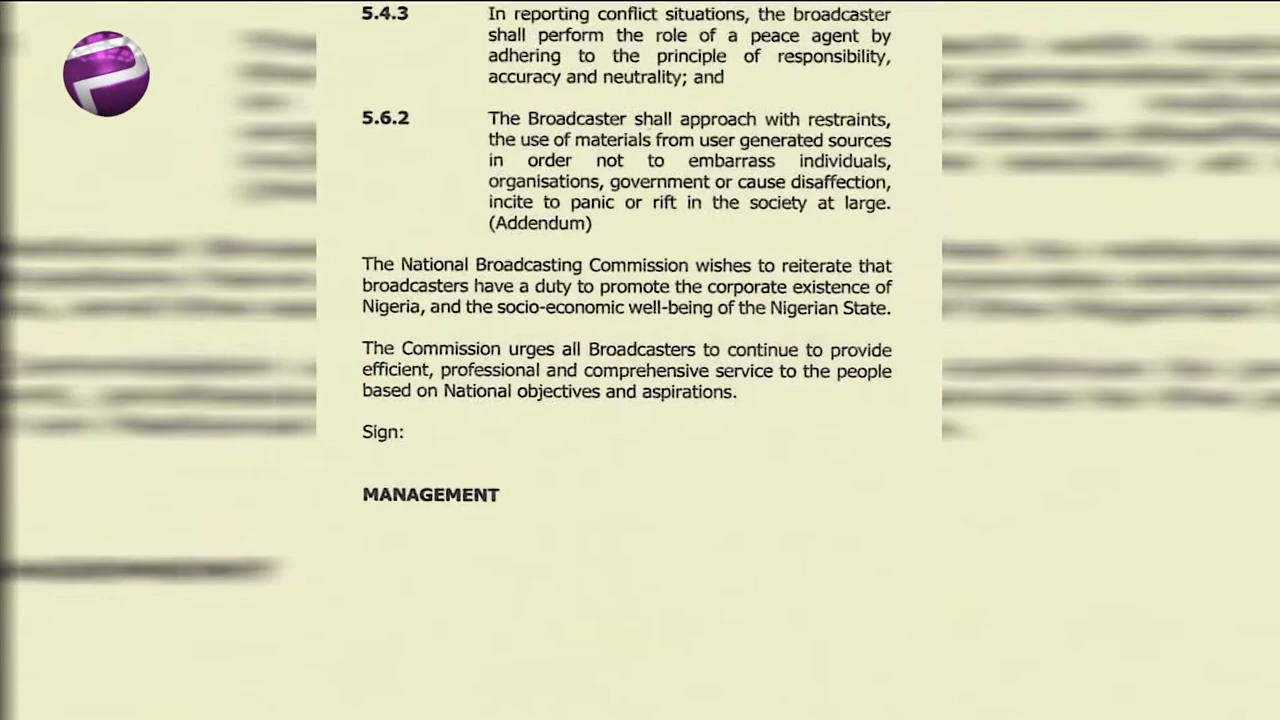 5.4.3 In reporting conflict situations, the broadcaster
shall perform the role of a peace agent by
adhering to the principle of responsibility,
accuracy and neutrality; and
5.6.2 The Broadcaster shall approach with restraints,
the use of materials from user generated sources
in order not to embarrass individuals,
organisations, government or cause disaffection,
incite to panic or rift in the society at large.
(Addendum)
The National Broadcasting Commission wishes to reiterate that
broadcasters have a duty to promote the corporate existence of
Nigeria, and the socio-economic well-being of the Nigerian State.
The Commission urges all Broadcasters to continue to provide
efficient, professional and comprehensive service to the people
based on National objectives and aspirations.
Sign:
MANAGEMENT